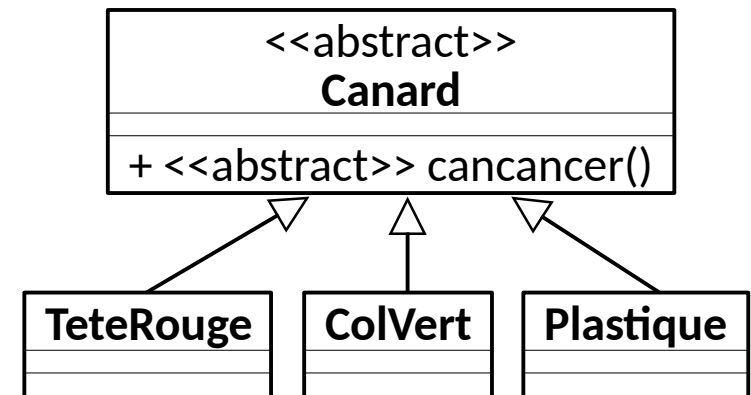 <<abstract>>
Canard
+ <<abstract>> cancancer()
TeteRouge
ColVert
Plastique